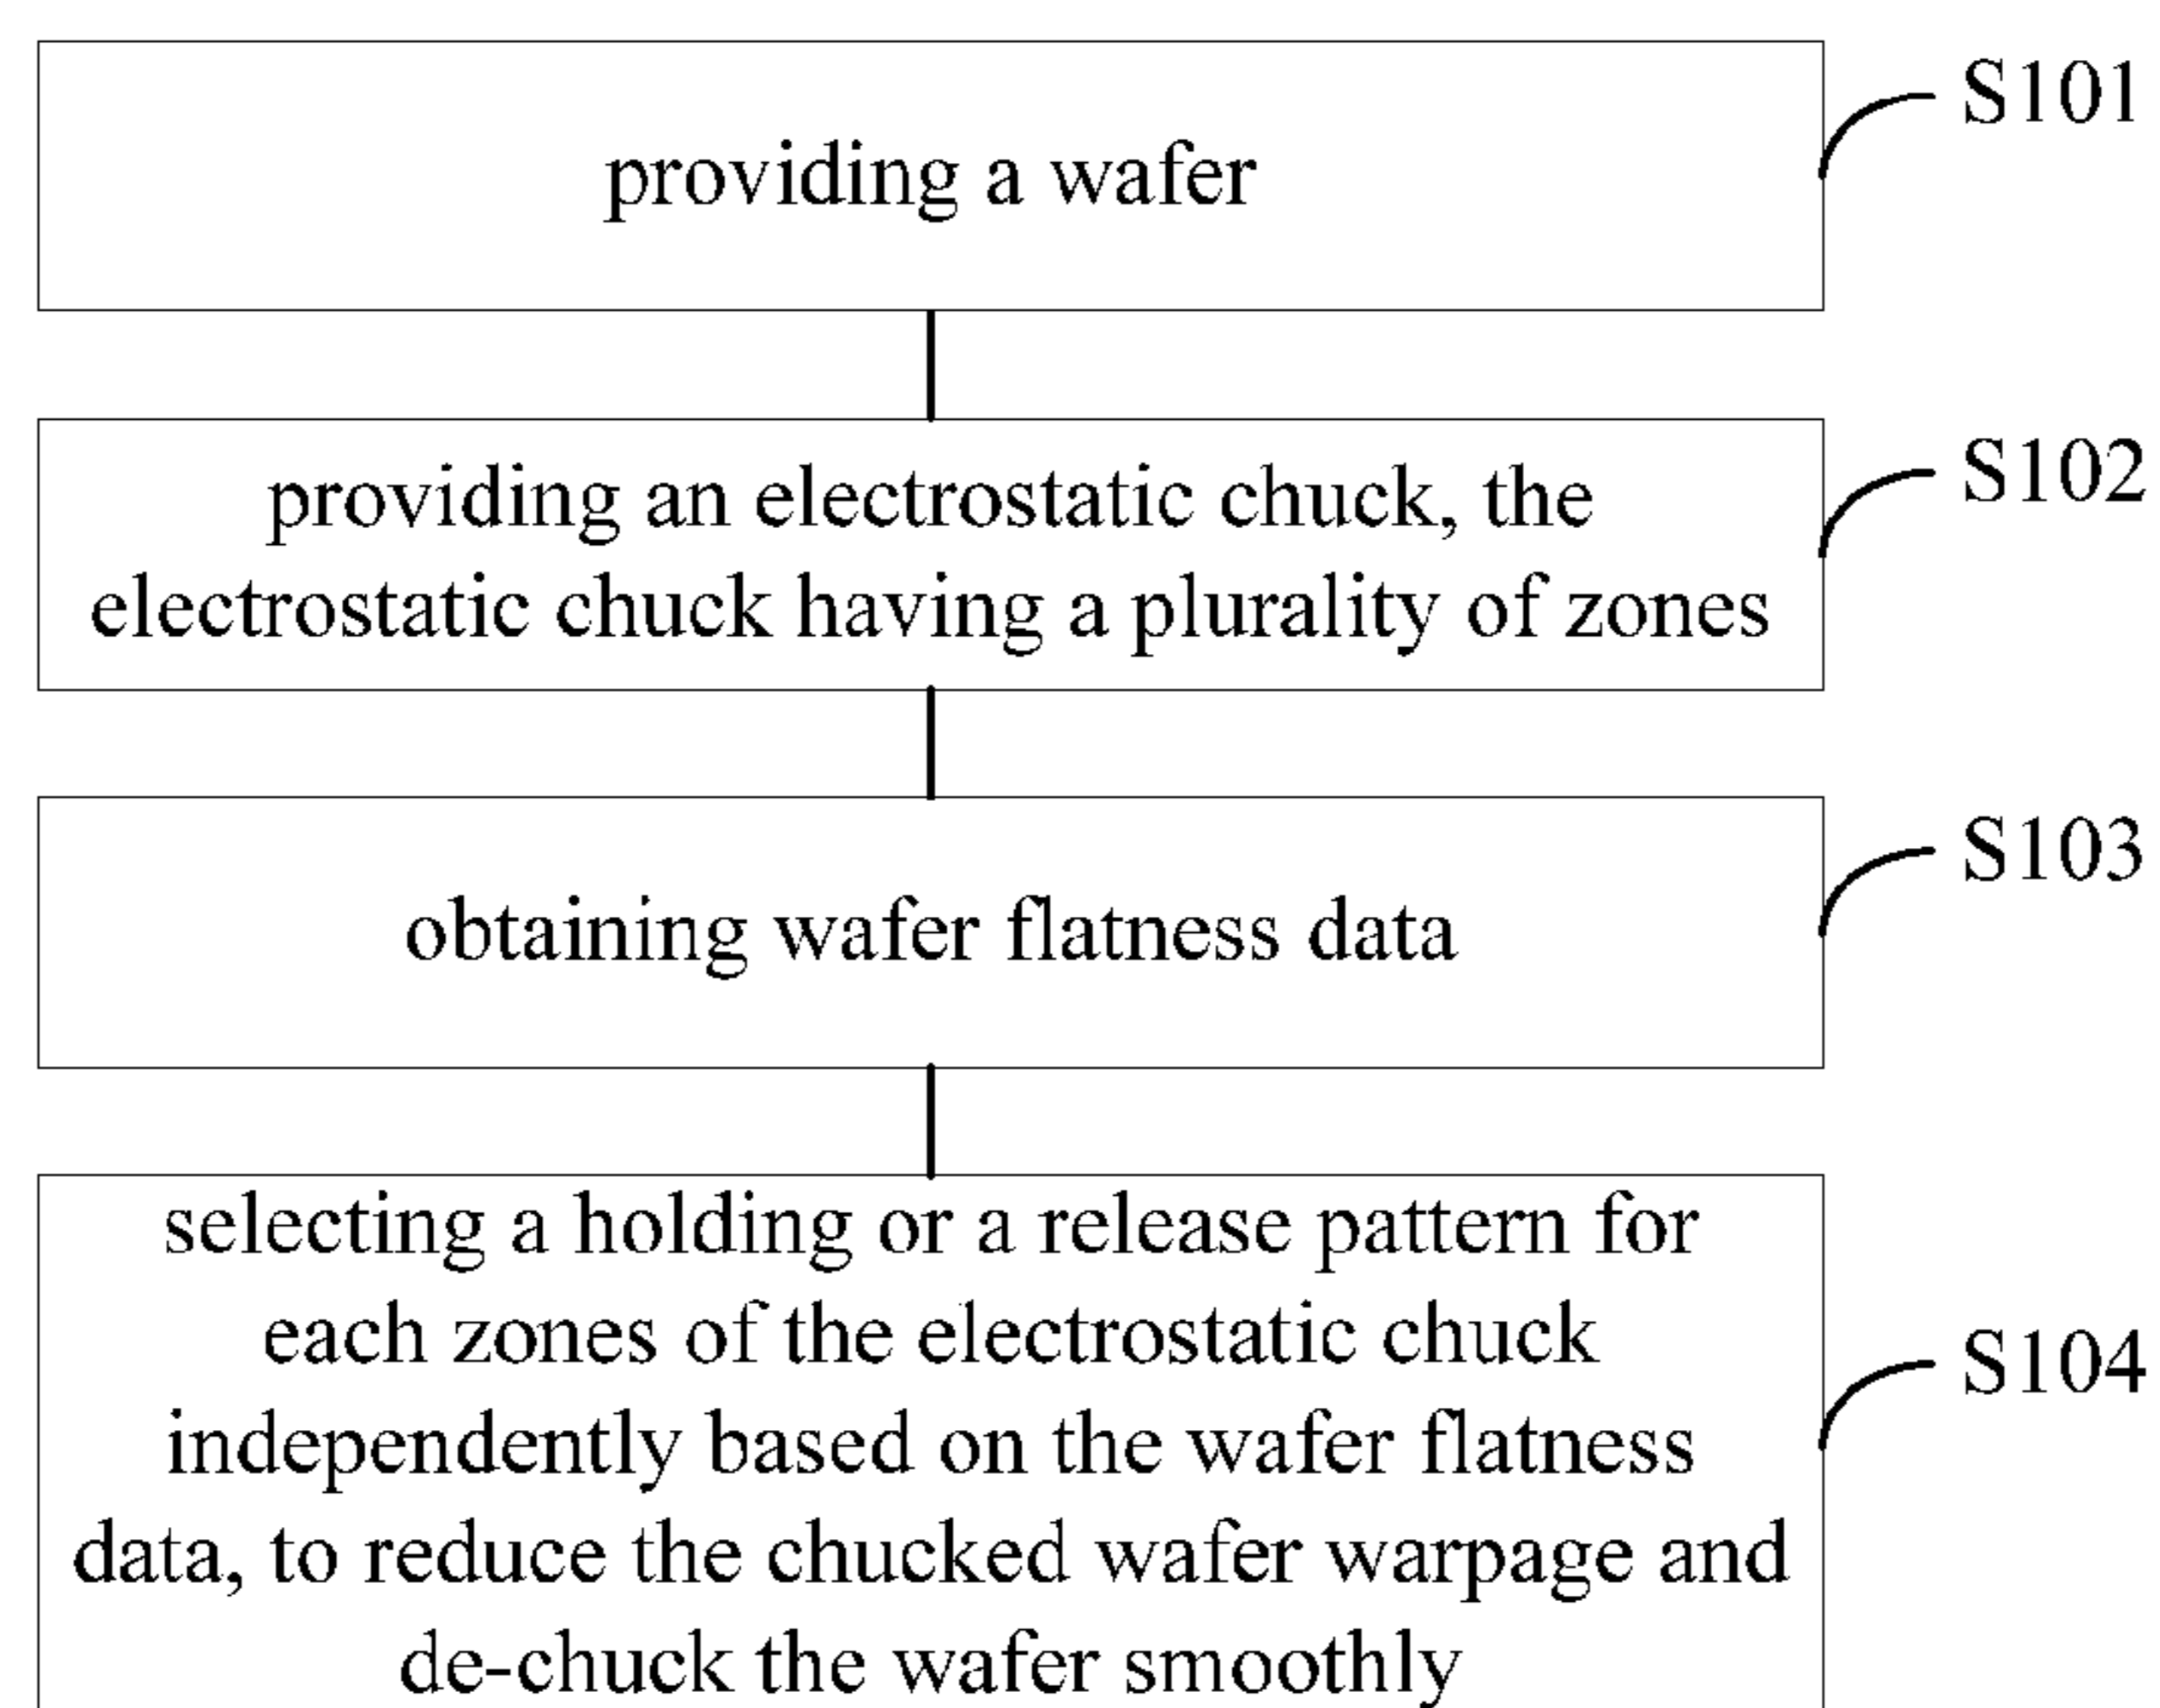 providing a wafer
S101
providing an electrostatic chuck, the
electrostatic chuck having a plurality of zones
S102
obtaining wafer flatness data
S103
selecting a holding or a release pattern for
each zones of the electrostatic chuck
independently based on the wafer flatness
data, to reduce the chucked wafer warpage and
de-chuck the wafer smoothly
S104